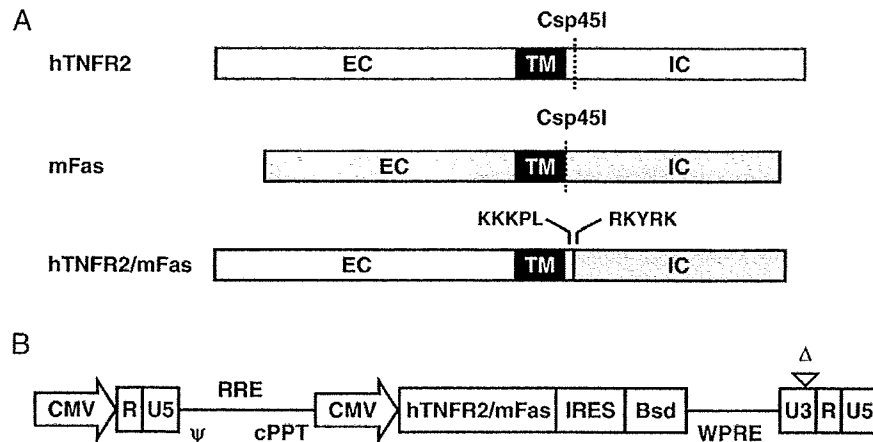 A
Csp45I
hTNFR2 EC TM IC
Csp45I
mFas EC TM IC
KKKPL RKYRK
hTNFR2/mFas EC TM IC
B
Δ
CMV R U5 RRE ψ cPPT CMV hTNFR2/mFas IRES Bsd WPRE U3 R U5